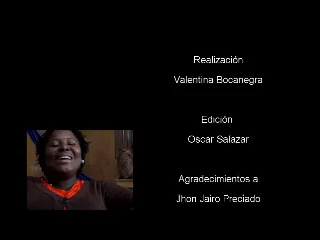 Realización
Valentina Bocanegra
Edición
Oscar Salazar
Agradecimientos a
Jhon Jairo Preciado